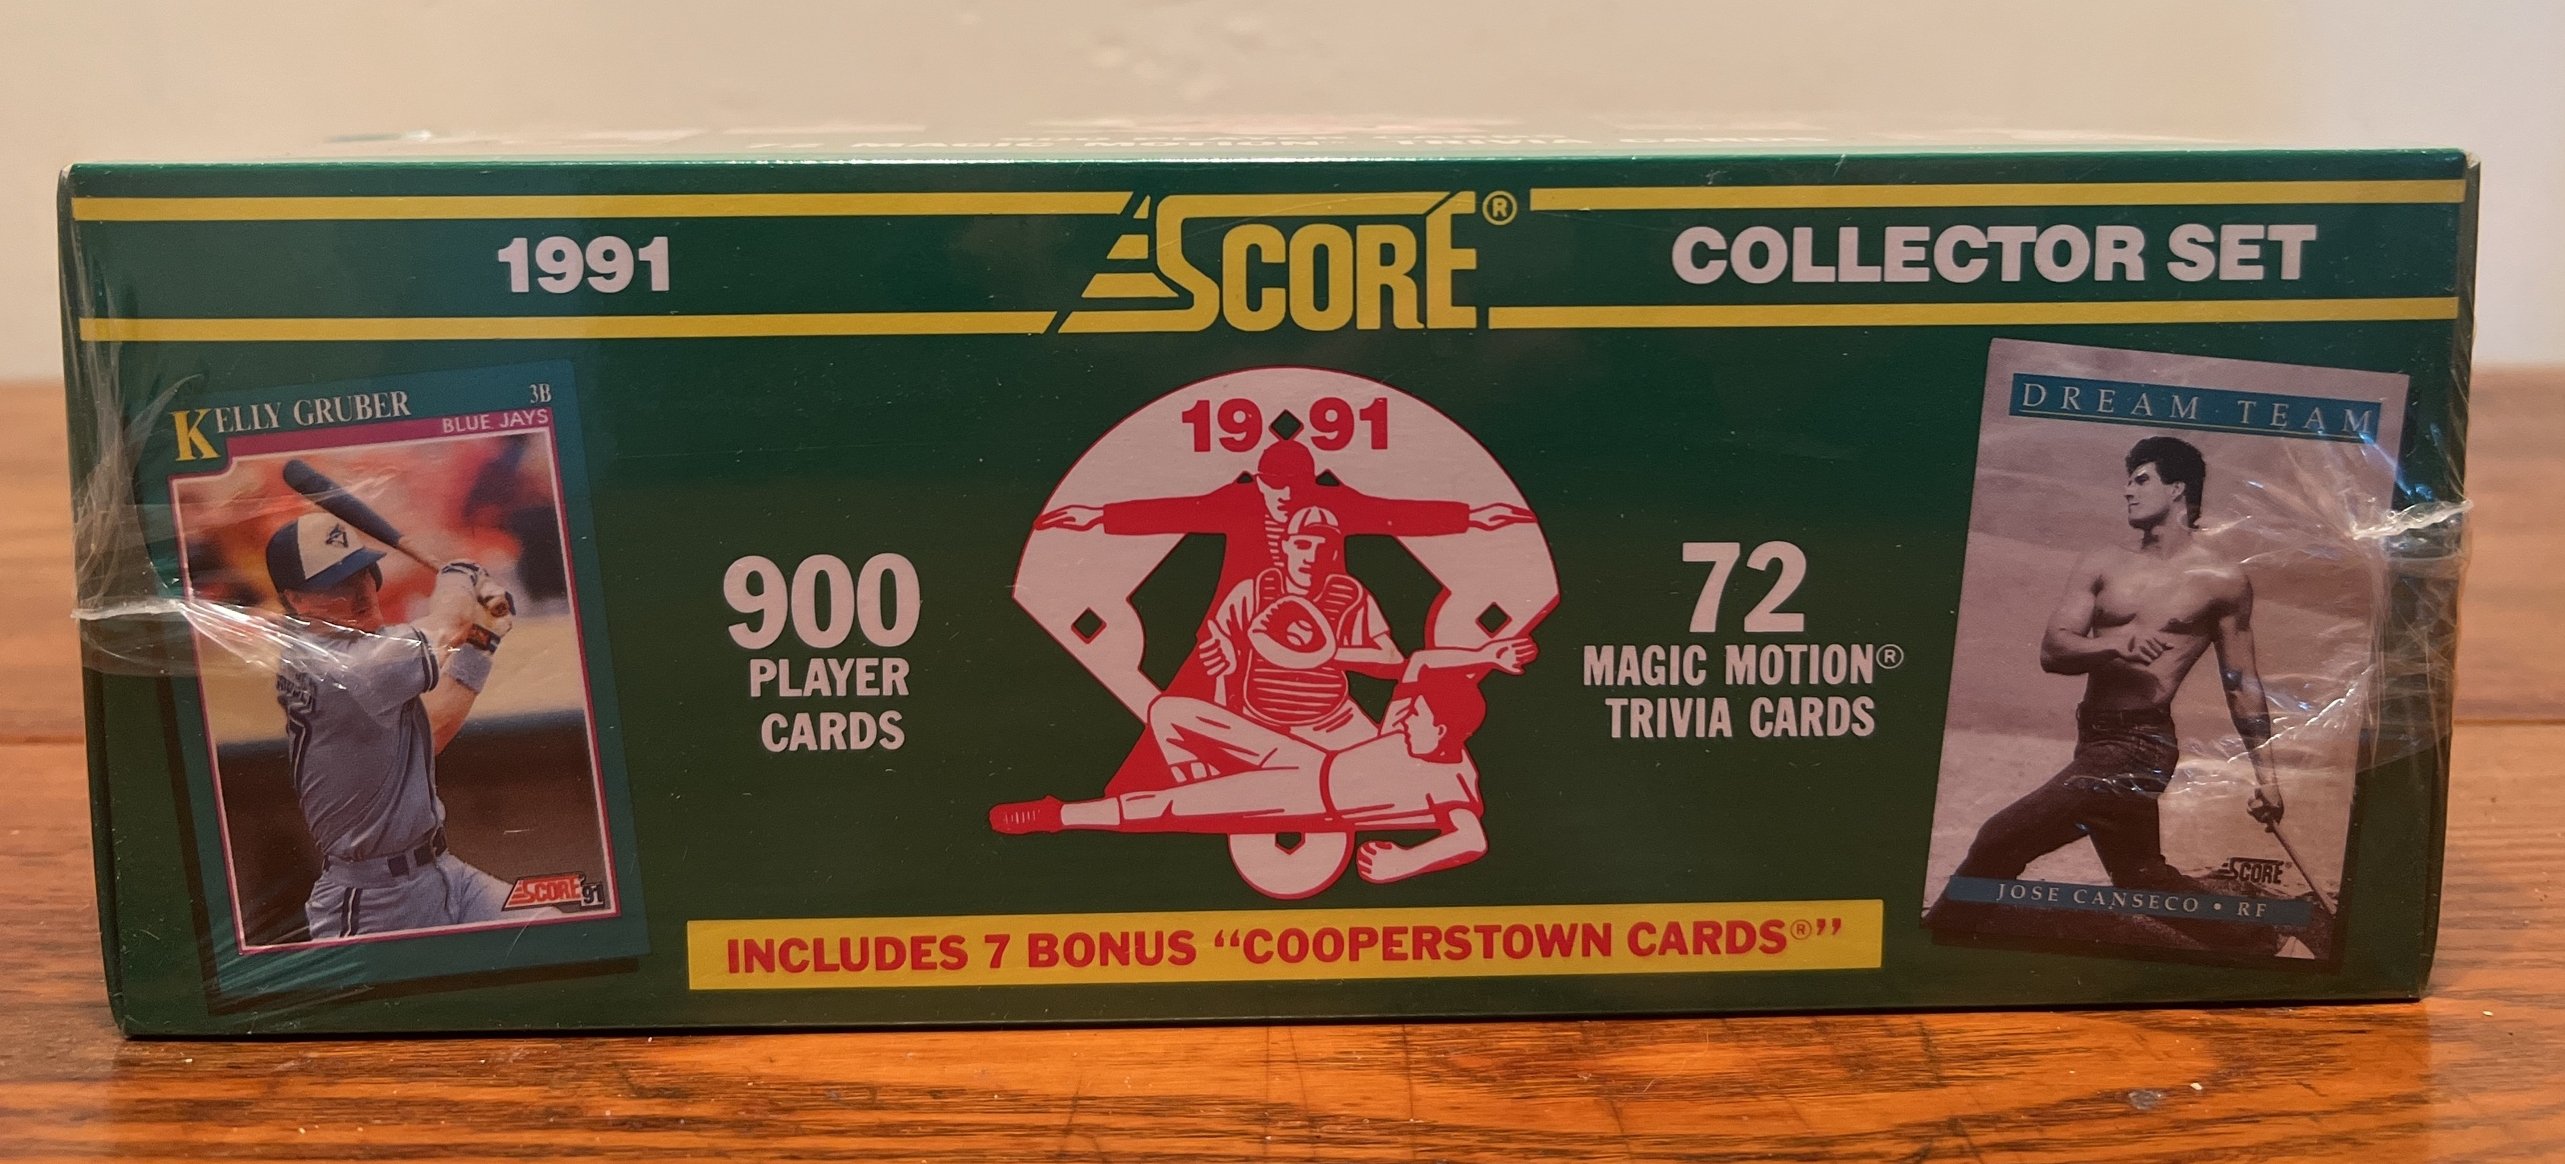 1991
SCORE®
COLLECTOR SET
KELLY GRUBER
3B
BLUE JAYS
SCORE® 91
900
PLAYER
CARDS
19 91
72
MAGIC MOTION®
TRIVIA CARDS
INCLUDES 7 BONUS “COOPERSTOWN CARDS®”
DREAM TEAM
SCORE®
JOSE CANSECO • RF